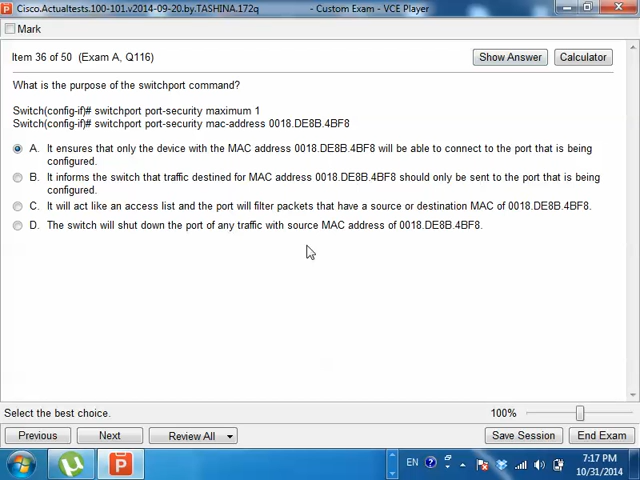 Cisco.Actualtests.100-101.v2014-09-20.by.TASHINA.172q - Custom Exam - VCE Player
Mark
Item 36 of 50 (Exam A, Q116)
Show Answer
Calculator
What is the purpose of the switchport command?
Switch(config-if)# switchport port-security maximum 1
Switch(config-if)# switchport port-security mac-address 0018.DE8B.4BF8
A. It ensures that only the device with the MAC address 0018.DE8B.4BF8 will be able to connect to the port that is being
configured.
B. It informs the switch that traffic destined for MAC address 0018.DE8B.4BF8 should only be sent to the port that is being
configured.
C. It will act like an access list and the port will filter packets that have a source or destination MAC of 0018.DE8B.4BF8.
D. The switch will shut down the port of any traffic with source MAC address of 0018.DE8B.4BF8.
Select the best choice.
100%
Previous
Next
Review All
Save Session
End Exam
EN
7:17 PM
10/31/2014